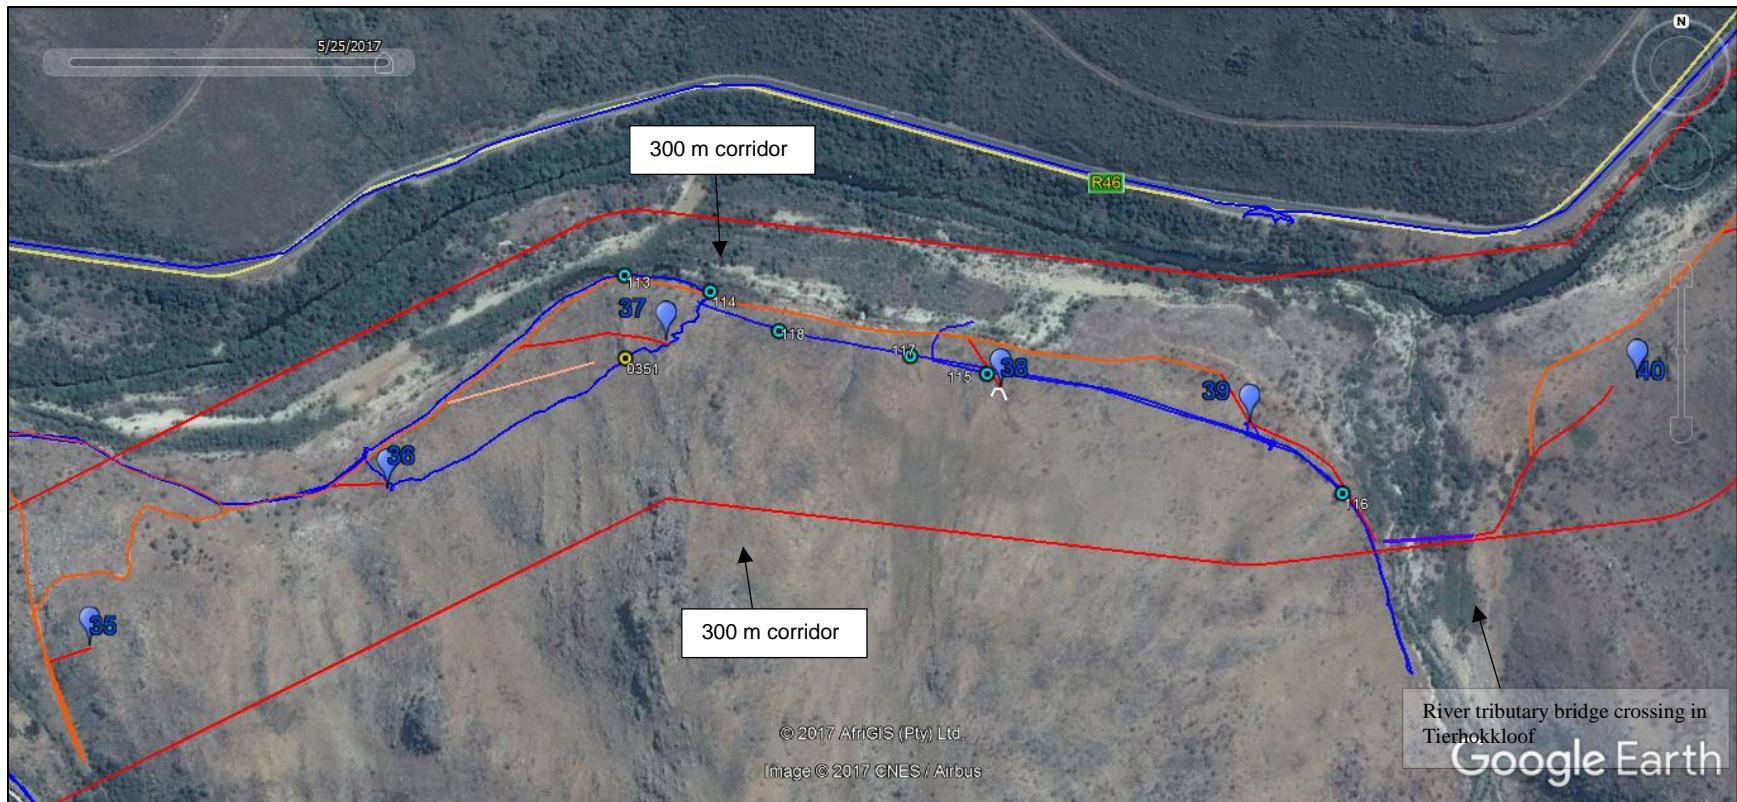 N
5/25/2017
300 m corridor
R46
113
114
37
118
117
0351
115
38
39
40
36
116
35
300 m corridor
River tributary bridge crossing in
Tierhokkloof
© 2017 AfriGIS (Pty) Ltd.
Image © 2017 CNES / Airbus
Google Earth